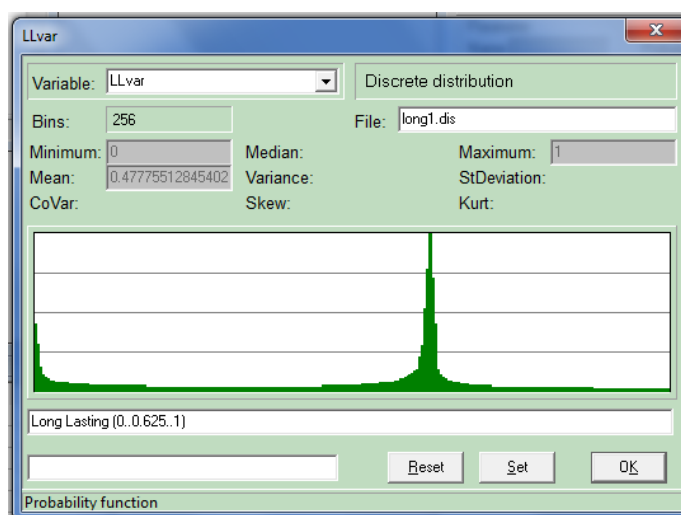 LLvar
Variable: LLvar Discrete distribution
Bins: 256 File: long1.dis
Minimum: 0 Median: Maximum: 1
Mean: 0.47775512845402 Variance: StDeviation:
CoVar: Skew: Kurt:
Long Lasting (0..0.625..1)
Reset Set OK
Probability function